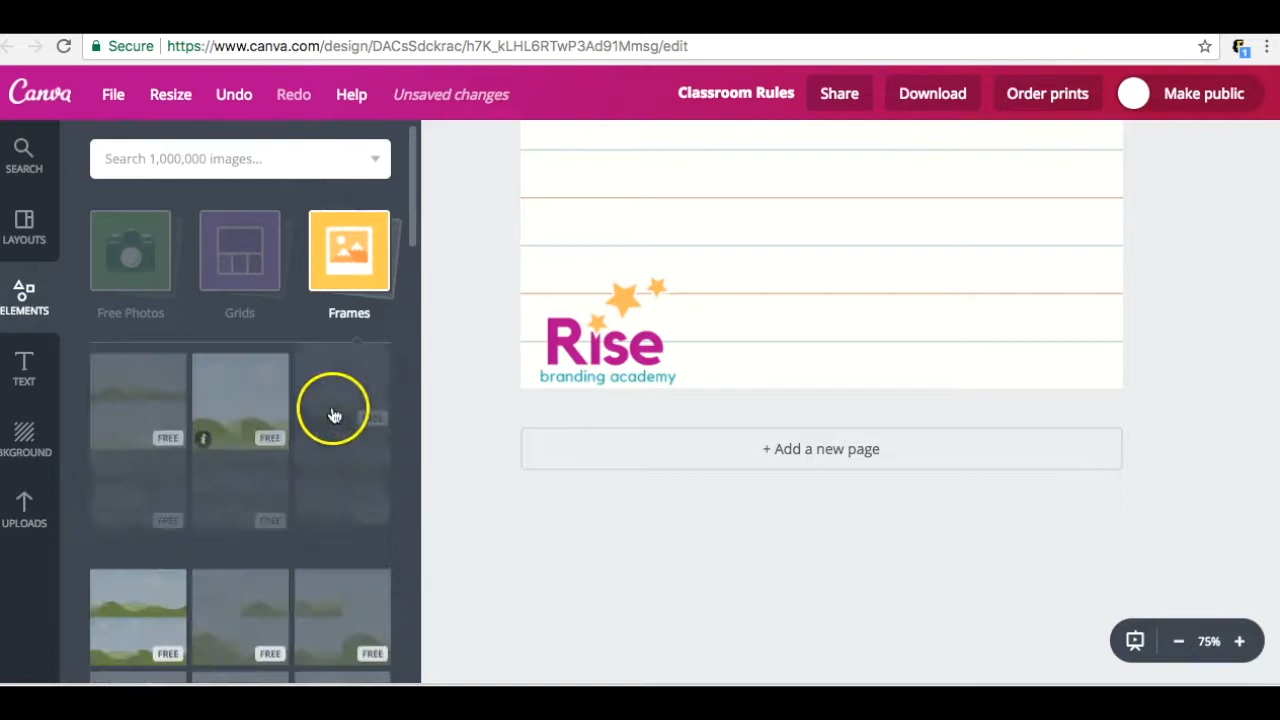 Secure https://www.canva.com/design/DACsSdckrac/h7K_kLHL6RTwP3Ad91Mmsg/edit
1
Canva File Resize Undo Redo Help Unsaved changes Classroom Rules Share Download Order prints Make public
SEARCH
LAYOUTS
ELEMENTS
TEXT
BKGROUND
UPLOADS
Search 1,000,000 images...
Free Photos Grids Frames
FREE FREE FREE
FREE FREE
FREE FREE FREE
Rise
branding academy
+ Add a new page
75%